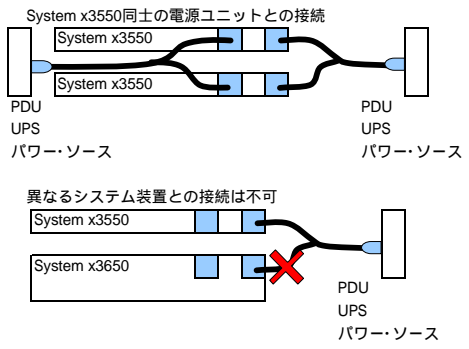 System x3550同士の電源ユニットとの接続
System x3550
System x3550
PDU
UPS
パワー・ソース
PDU
UPS
パワー・ソース
異なるシステム装置との接続は不可
System x3550
System x3650
PDU
UPS
パワー・ソース